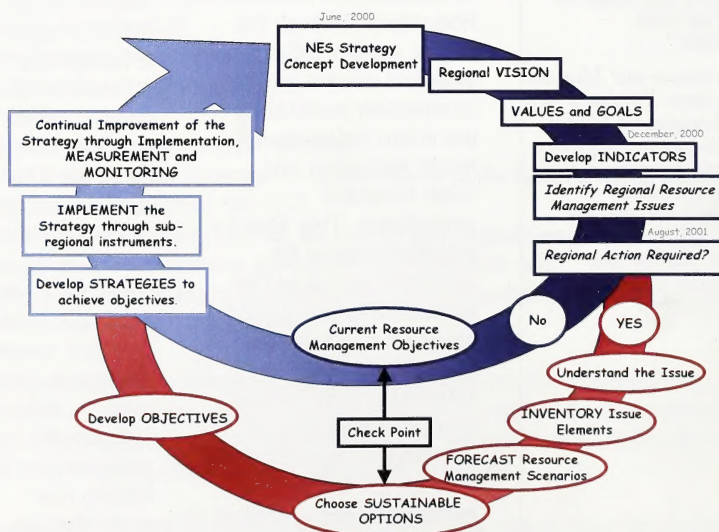 June, 2000
NES Strategy
Concept Development
Regional VISION
VALUES and GOALS
December, 2000
Develop INDICATORS
Identify Regional Resource
Management Issues
August, 2001
Regional Action Required?
No
YES
Understand the Issue
INVENTORY Issue
Elements
FORECAST Resource
Management Scenarios
Choose SUSTAINABLE
OPTIONS
Check Point
Current Resource
Management Objectives
Develop OBJECTIVES
Develop STRATEGIES to
achieve objectives.
IMPLEMENT the
Strategy through sub-
regional instruments.
Continual Improvement of the
Strategy through Implementation,
MEASUREMENT and
MONITORING